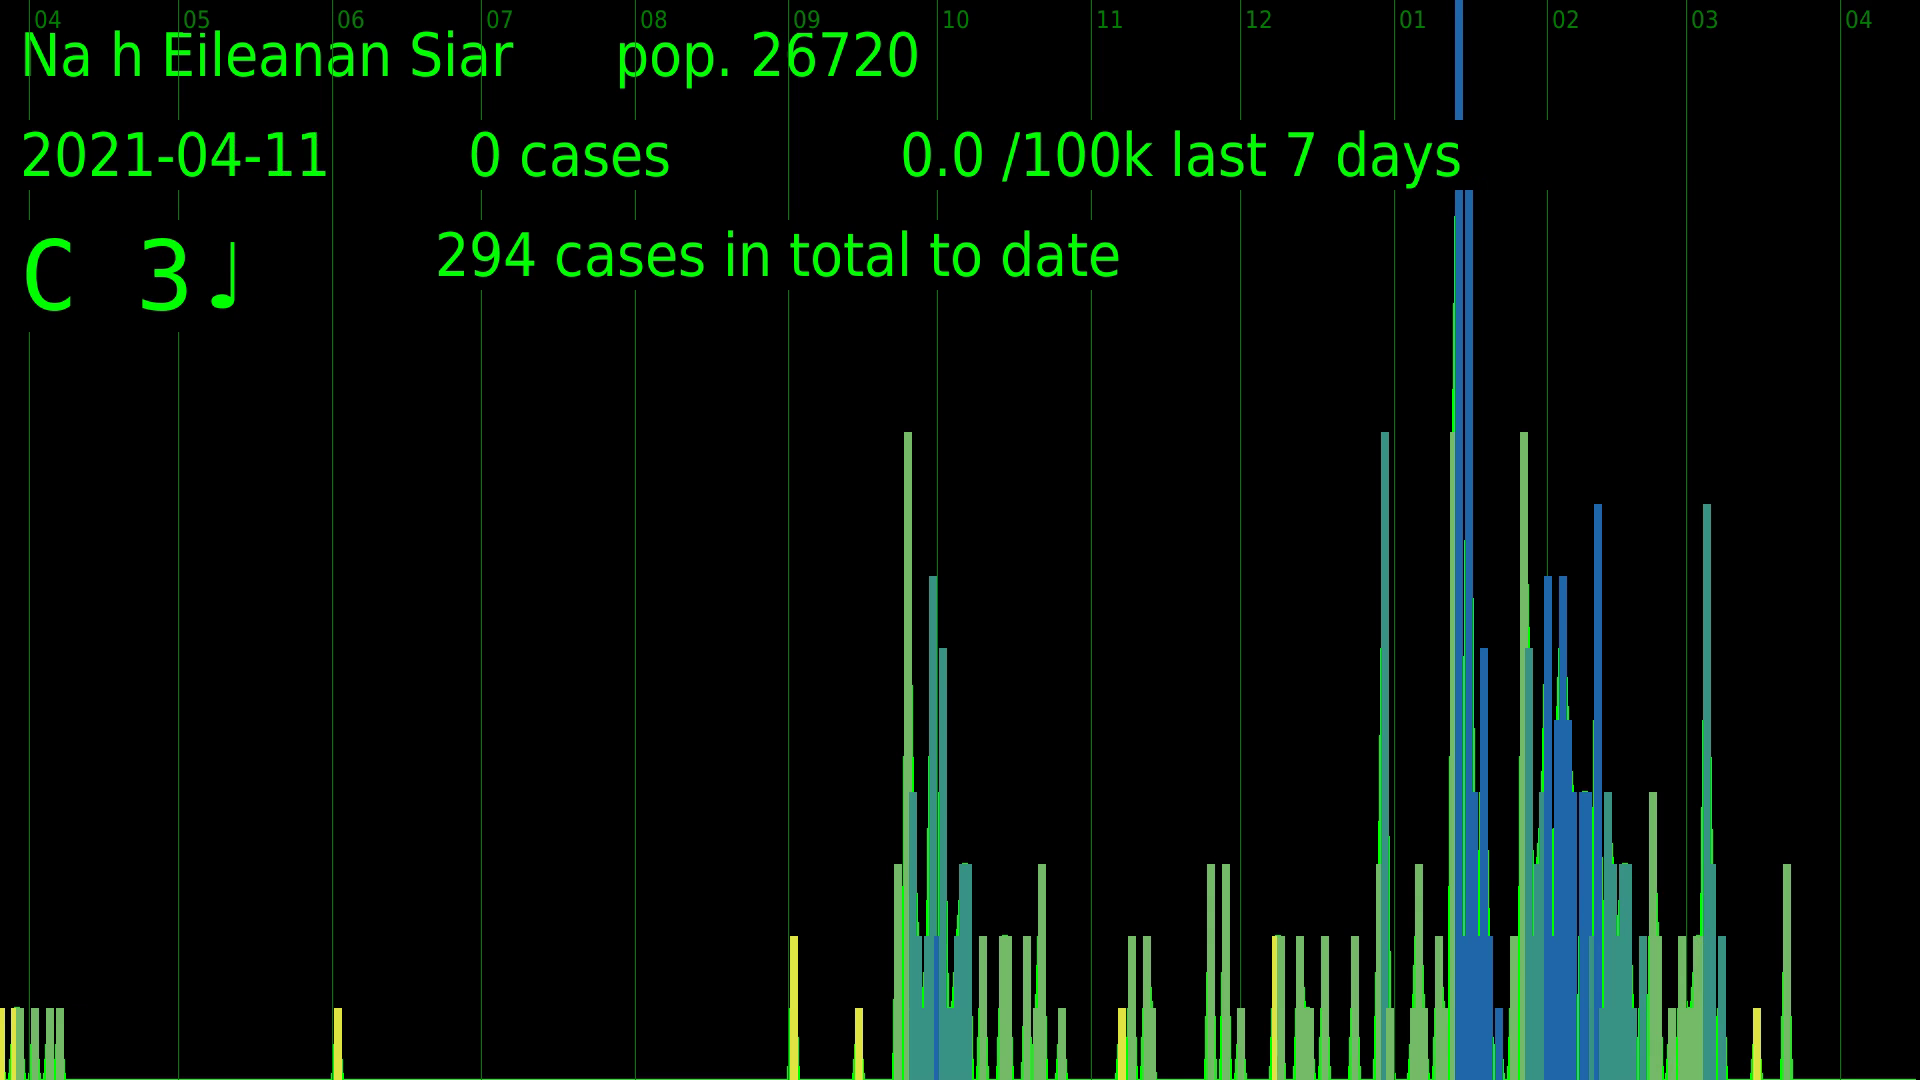 04 05 06 07 08 09 10 11 12 01 02 03 04
Na h Eileanan Siar pop. 26720
2021-04-11 0 cases 0.0 /100k last 7 days
C 3♩ 294 cases in total to date